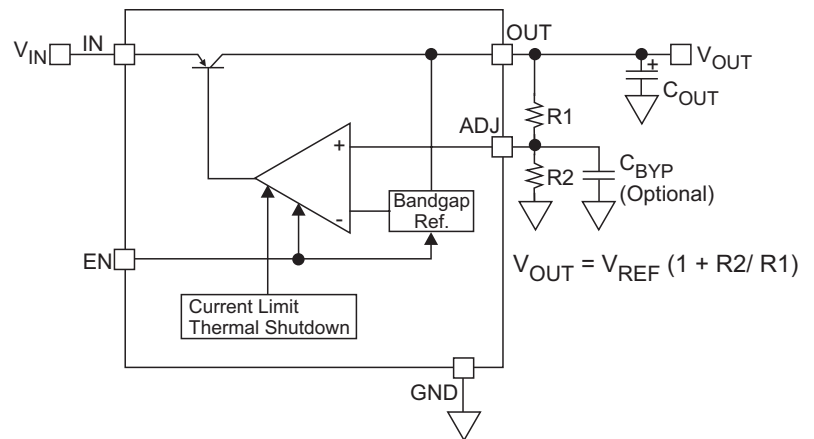 OUT
V_IN IN
V_OUT
+
C_OUT
R1
ADJ
+
R2
C_BYP
(Optional)
-
Bandgap
Ref.
EN
V_OUT = V_REF (1 + R2/ R1)
Current Limit
Thermal Shutdown
GND